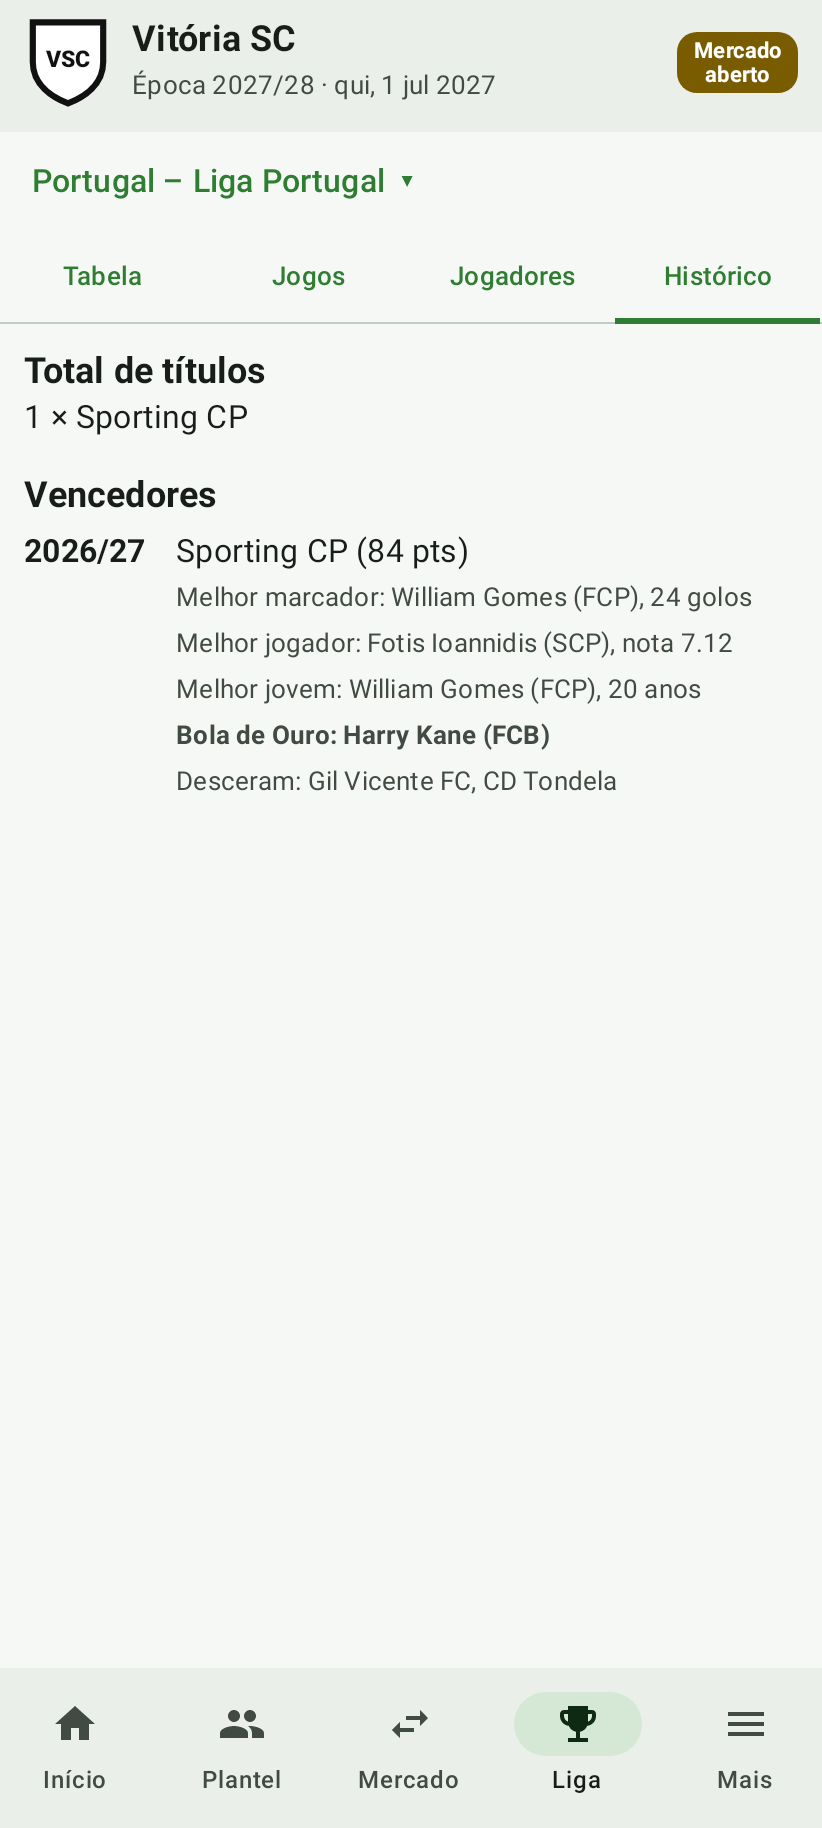 VSC
Vitória SC
Época 2027/28 · qui, 1 jul 2027
Mercado
aberto
Portugal – Liga Portugal ▼
Tabela
Jogos
Jogadores
Histórico
Total de títulos
1 × Sporting CP
Vencedores
2026/27 Sporting CP (84 pts)
Melhor marcador: William Gomes (FCP), 24 golos
Melhor jogador: Fotis Ioannidis (SCP), nota 7.12
Melhor jovem: William Gomes (FCP), 20 anos
Bola de Ouro: Harry Kane (FCB)
Desceram: Gil Vicente FC, CD Tondela
Início
Plantel
Mercado
Liga
Mais